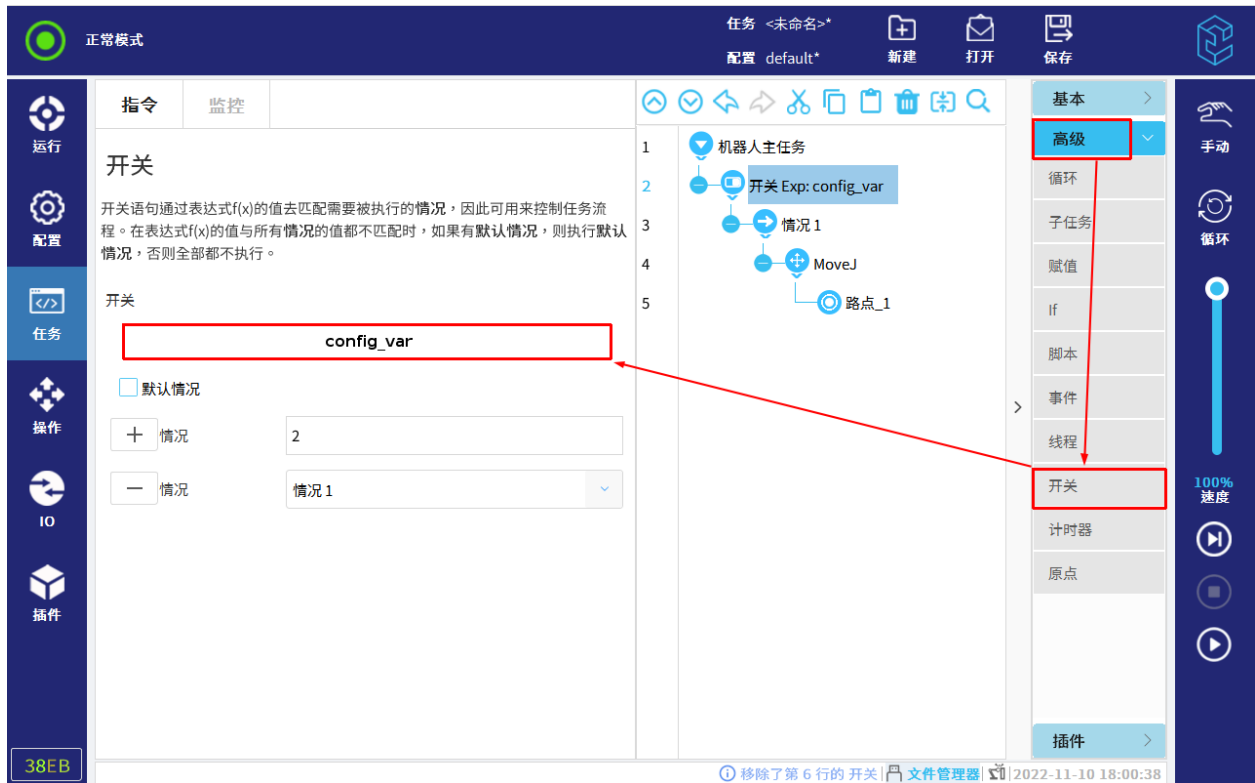 正常模式
任务 <未命名>*
配置 default*
新建
打开
保存
运行
配置
任务
操作
IO
插件
38EB
指令
监控
开关
开关语句通过表达式f(x)的值去匹配需要被执行的情况，因此可用来控制任务流
程。在表达式f(x)的值与所有情况的值都不匹配时，如果有默认情况，则执行默认
情况，否则全部都不执行。
开关
config_var
默认情况
情况
2
情况
情况 1
1 机器人主任务
2 开关 Exp: config_var
3 情况 1
4 MoveJ
5 路点_1
基本
高级
循环
子任务
赋值
If
脚本
事件
线程
开关
计时器
原点
插件
手动
循环
100%
速度
移除了第 6 行的 开关
文件管理器
2022-11-10 18:00:38